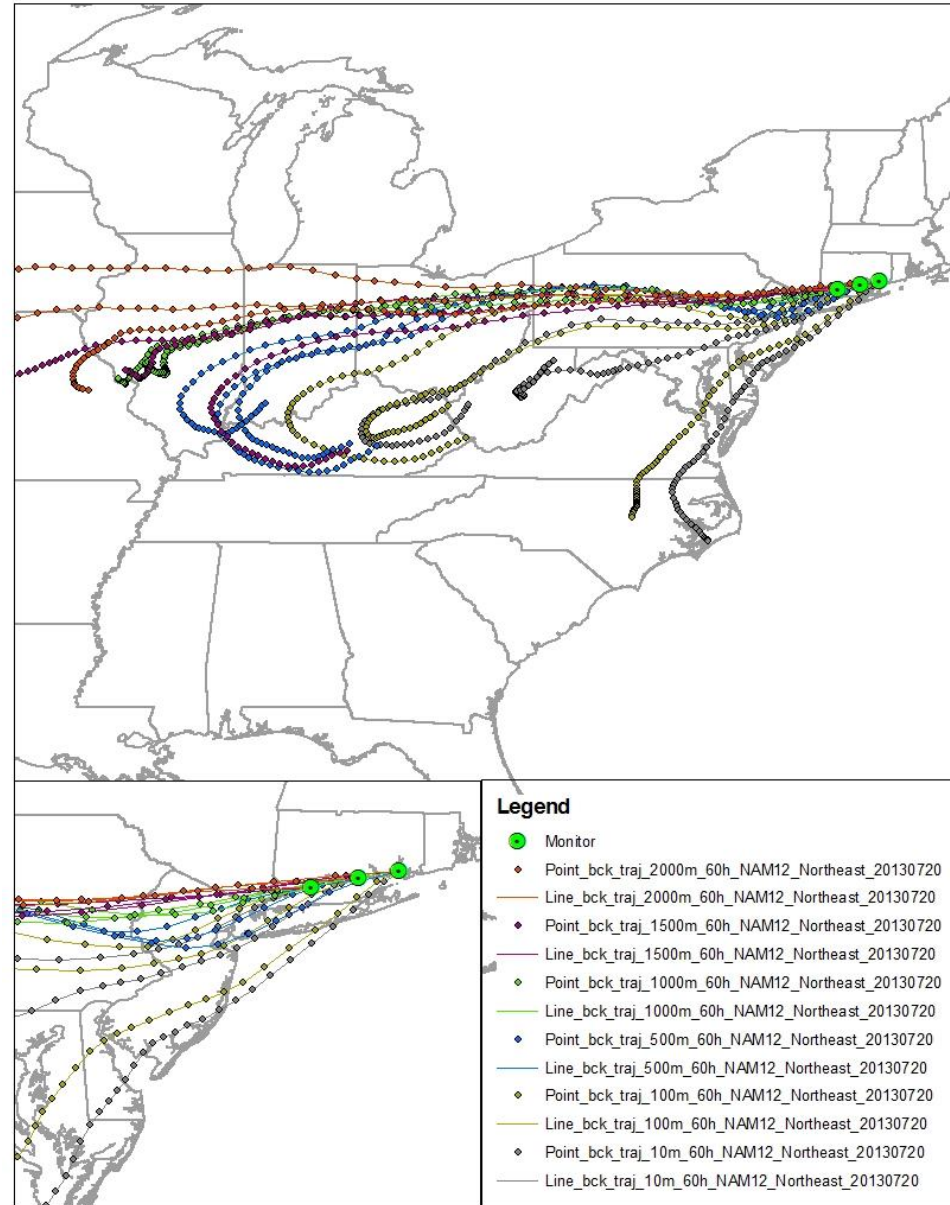 Legend
Monitor
Point_bck_traj_2000m_60h_NAM12_Northeast_20130720
Line_bck_traj_2000m_60h_NAM12_Northeast_20130720
Point_bck_traj_1500m_60h_NAM12_Northeast_20130720
Line_bck_traj_1500m_60h_NAM12_Northeast_20130720
Point_bck_traj_1000m_60h_NAM12_Northeast_20130720
Line_bck_traj_1000m_60h_NAM12_Northeast_20130720
Point_bck_traj_500m_60h_NAM12_Northeast_20130720
Line_bck_traj_500m_60h_NAM12_Northeast_20130720
Point_bck_traj_100m_60h_NAM12_Northeast_20130720
Line_bck_traj_100m_60h_NAM12_Northeast_20130720
Point_bck_traj_10m_60h_NAM12_Northeast_20130720
Line_bck_traj_10m_60h_NAM12_Northeast_20130720